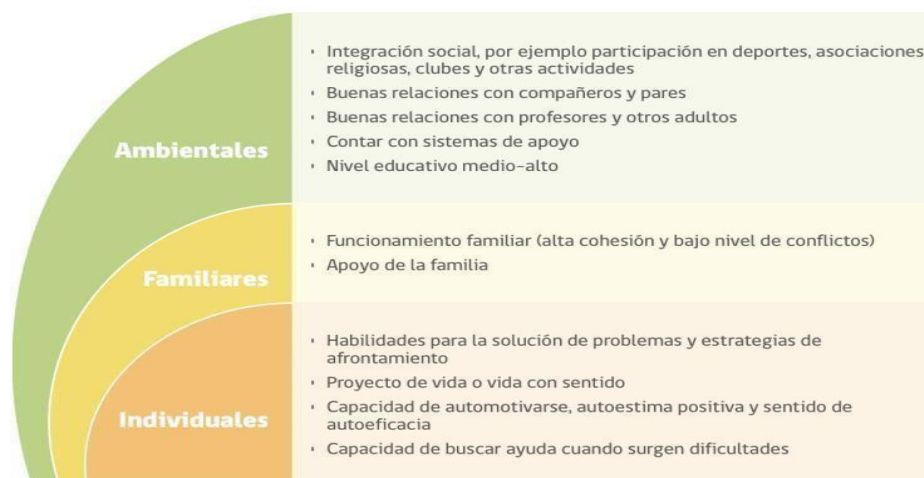 Ambientales
· Integración social, por ejemplo participación en deportes, asociaciones
religiosas, clubes y otras actividades
· Buenas relaciones con compañeros y pares
· Buenas relaciones con profesores y otros adultos
· Contar con sistemas de apoyo
· Nivel educativo medio-alto
Familiares
· Funcionamiento familiar (alta cohesión y bajo nivel de conflictos)
· Apoyo de la familia
Individuales
· Habilidades para la solución de problemas y estrategias de
afrontamiento
· Proyecto de vida o vida con sentido
· Capacidad de automotivarse, autoestima positiva y sentido de
autoeficacia
· Capacidad de buscar ayuda cuando surgen dificultades